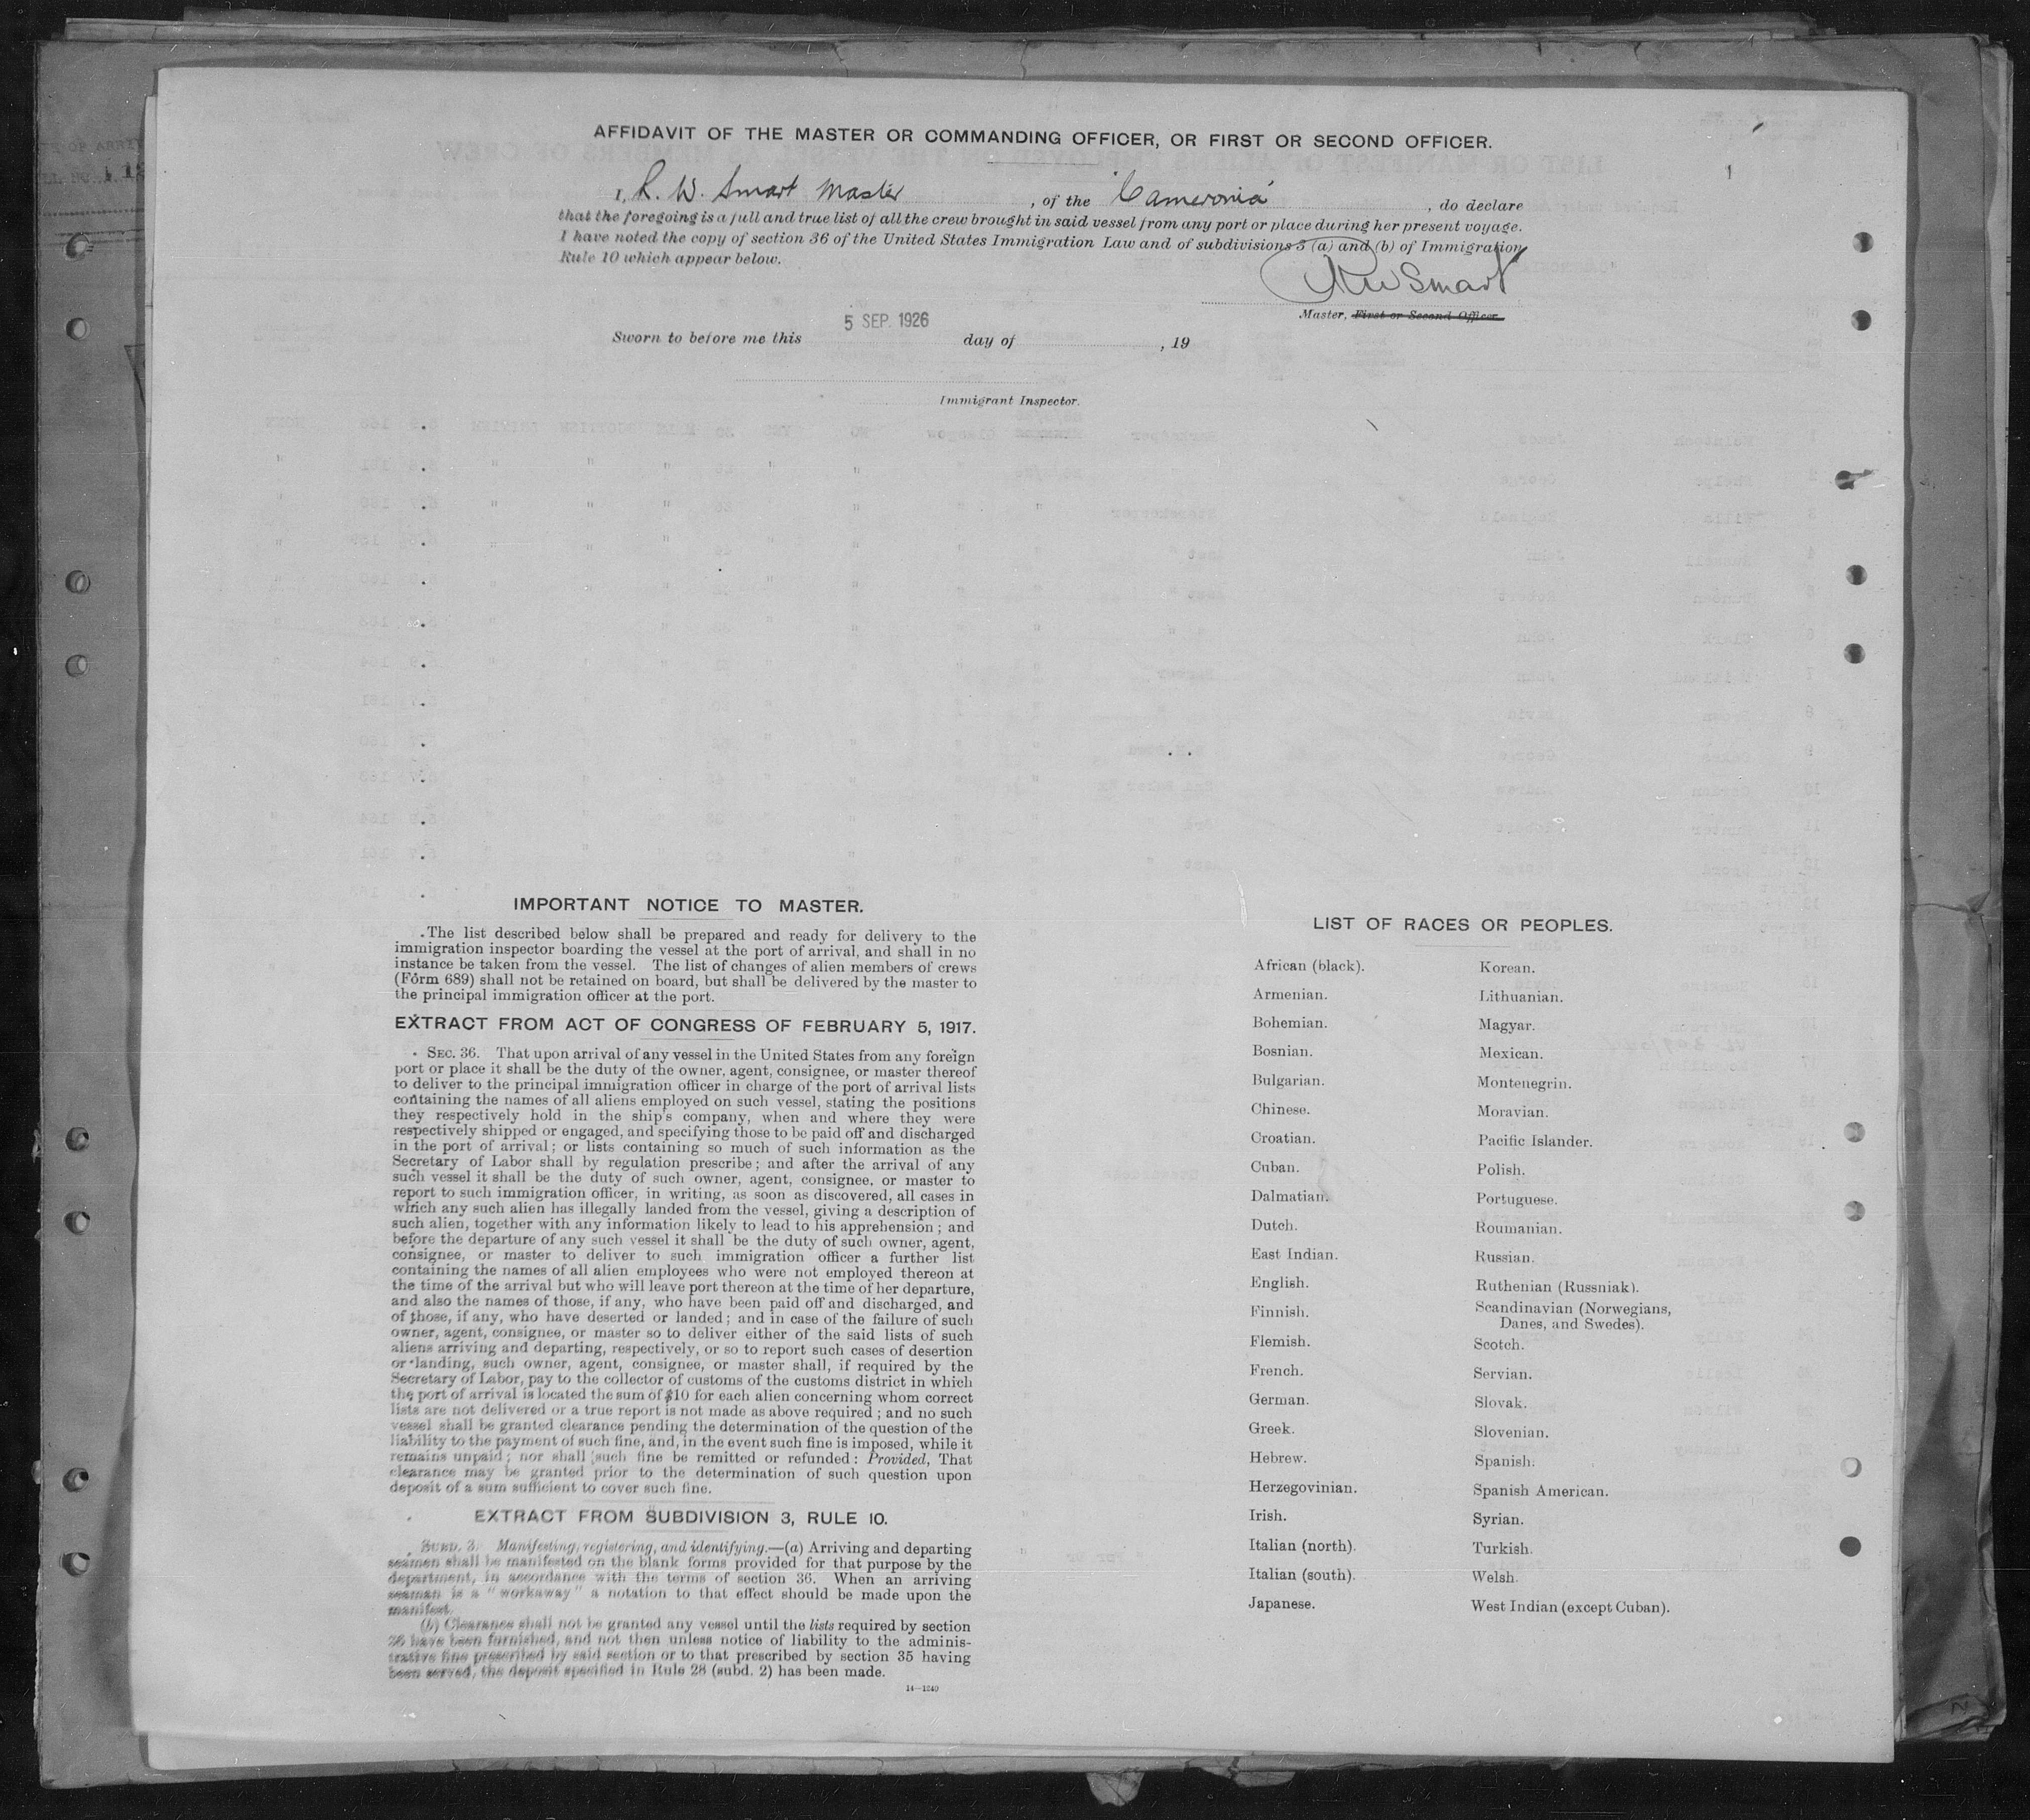 AFFIDAVIT OF THE MASTER OR COMMANDING OFFICER, OR FIRST OR SECOND OFFICER.
1
I, R. W. Smart Master, of the "Cameronia", do declare
that the foregoing is a full and true list of all the crew brought in said vessel from any port or place during her present voyage.
I have noted the copy of section 36 of the United States Immigration Law and of subdivisions 3 (a) and (b) of Immigration
Rule 10 which appear below.
RW Smart
Master, First or Second Officer.
5 SEP. 1926
Sworn to before me this day of , 19
Immigrant Inspector.
IMPORTANT NOTICE TO MASTER.
The list described below shall be prepared and ready for delivery to the
immigration inspector boarding the vessel at the port of arrival, and shall in no
instance be taken from the vessel. The list of changes of alien members of crews
(Form 689) shall not be retained on board, but shall be delivered by the master to
the principal immigration officer at the port.
EXTRACT FROM ACT OF CONGRESS OF FEBRUARY 5, 1917.
SEC. 36. That upon arrival of any vessel in the United States from any foreign
port or place it shall be the duty of the owner, agent, consignee, or master thereof
to deliver to the principal immigration officer in charge of the port of arrival lists
containing the names of all aliens employed on such vessel, stating the positions
they respectively hold in the ship's company, when and where they were
respectively shipped or engaged, and specifying those to be paid off and discharged
in the port of arrival; or lists containing so much of such information as the
Secretary of Labor shall by regulation prescribe; and after the arrival of any
such vessel it shall be the duty of such owner, agent, consignee, or master to
report to such immigration officer, in writing, as soon as discovered, all cases in
which any such alien has illegally landed from the vessel, giving a description of
such alien, together with any information likely to lead to his apprehension; and
before the departure of any such vessel it shall be the duty of such owner, agent,
consignee, or master to deliver to such immigration officer a further list
containing the names of all alien employees who were not employed thereon at
the time of the arrival but who will leave port thereon at the time of her departure,
and also the names of those, if any, who have been paid off and discharged, and
of those, if any, who have deserted or landed; and in case of the failure of such
owner, agent, consignee, or master so to deliver either of the said lists of such
aliens arriving and departing, respectively, or so to report such cases of desertion
or landing, such owner, agent, consignee, or master shall, if required by the
Secretary of Labor, pay to the collector of customs of the customs district in which
the port of arrival is located the sum of $10 for each alien concerning whom correct
lists are not delivered or a true report is not made as above required; and no such
vessel shall be granted clearance pending the determination of the question of the
liability to the payment of such fine, and, in the event such fine is imposed, while it
remains unpaid; nor shall such fine be remitted or refunded: Provided, That
clearance may be granted prior to the determination of such question upon
deposit of a sum sufficient to cover such fine.
EXTRACT FROM SUBDIVISION 3, RULE 10.
SUBD. 3. Manifesting, registering, and identifying.—(a) Arriving and departing
seamen shall be manifested on the blank forms provided for that purpose by the
department, in accordance with the terms of section 36. When an arriving
seaman is a "workaway" a notation to that effect should be made upon the
manifest.
(b) Clearance shall not be granted any vessel until the lists required by section
36 have been furnished, and not then unless notice of liability to the adminis-
trative fine prescribed by said section or to that prescribed by section 35 having
been served, the deposit specified in Rule 28 (subd. 2) has been made.
14—1240
LIST OF RACES OR PEOPLES.
African (black).
Armenian.
Bohemian.
Bosnian.
Bulgarian.
Chinese.
Croatian.
Cuban.
Dalmatian.
Dutch.
East Indian.
English.
Finnish.
Flemish.
French.
German.
Greek.
Hebrew.
Herzegovinian.
Irish.
Italian (north).
Italian (south).
Japanese.
Korean.
Lithuanian.
Magyar.
Mexican.
Montenegrin.
Moravian.
Pacific Islander.
Polish.
Portuguese.
Roumanian.
Russian.
Ruthenian (Russniak).
Scandinavian (Norwegians,
Danes, and Swedes).
Scotch.
Servian.
Slovak.
Slovenian.
Spanish.
Spanish American.
Syrian.
Turkish.
Welsh.
West Indian (except Cuban).